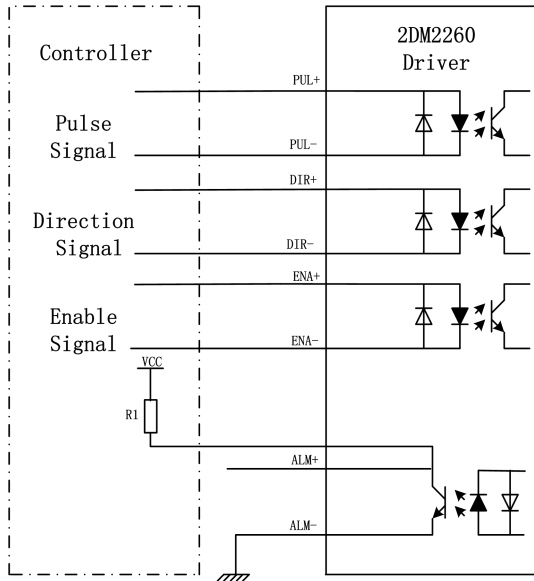 Controller
2DM2260
Driver
PUL+
Pulse
Signal
PUL-
DIR+
Direction
Signal
DIR-
ENA+
Enable
Signal
ENA-
VCC
R1
ALM+
ALM-